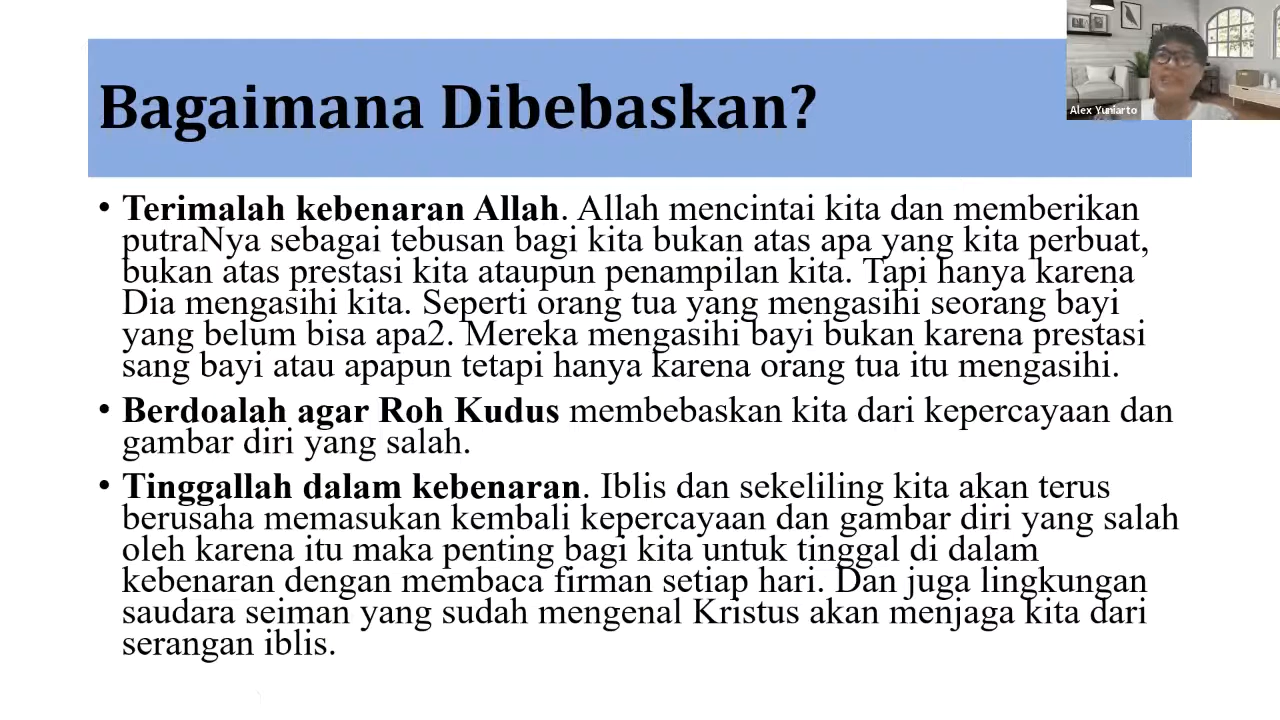 Bagaimana Dibebaskan?
Alex Yuniarto
• Terimalah kebenaran Allah. Allah mencintai kita dan memberikan
putraNya sebagai tebusan bagi kita bukan atas apa yang kita perbuat,
bukan atas prestasi kita ataupun penampilan kita. Tapi hanya karena
Dia mengasihi kita. Seperti orang tua yang mengasihi seorang bayi
yang belum bisa apa2. Mereka mengasihi bayi bukan karena prestasi
sang bayi atau apapun tetapi hanya karena orang tua itu mengasihi.
• Berdoalah agar Roh Kudus membebaskan kita dari kepercayaan dan
gambar diri yang salah.
• Tinggallah dalam kebenaran. Iblis dan sekeliling kita akan terus
berusaha memasukan kembali kepercayaan dan gambar diri yang salah
oleh karena itu maka penting bagi kita untuk tinggal di dalam
kebenaran dengan membaca firman setiap hari. Dan juga lingkungan
saudara seiman yang sudah mengenal Kristus akan menjaga kita dari
serangan iblis.